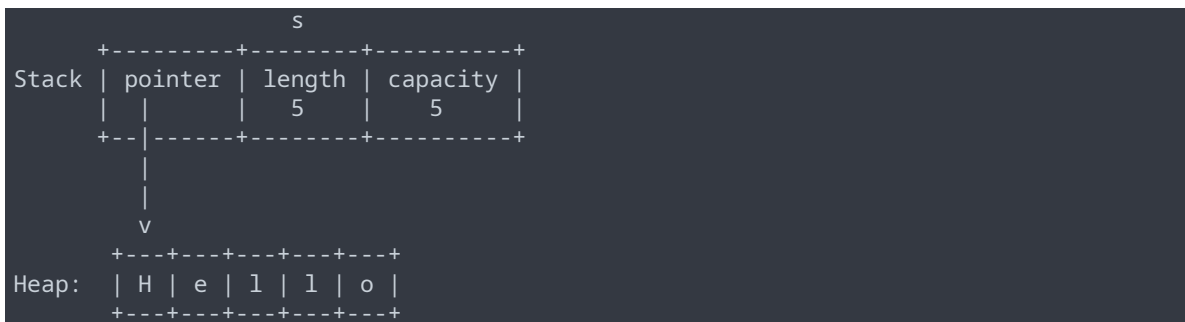 s
      +---------+--------+----------+
Stack | pointer | length | capacity |
      |  |      |   5    |    5     |
      +--|------+--------+----------+
         |
         |
         v
       +---+---+---+---+---+
Heap:  | H | e | l | l | o |
       +---+---+---+---+---+